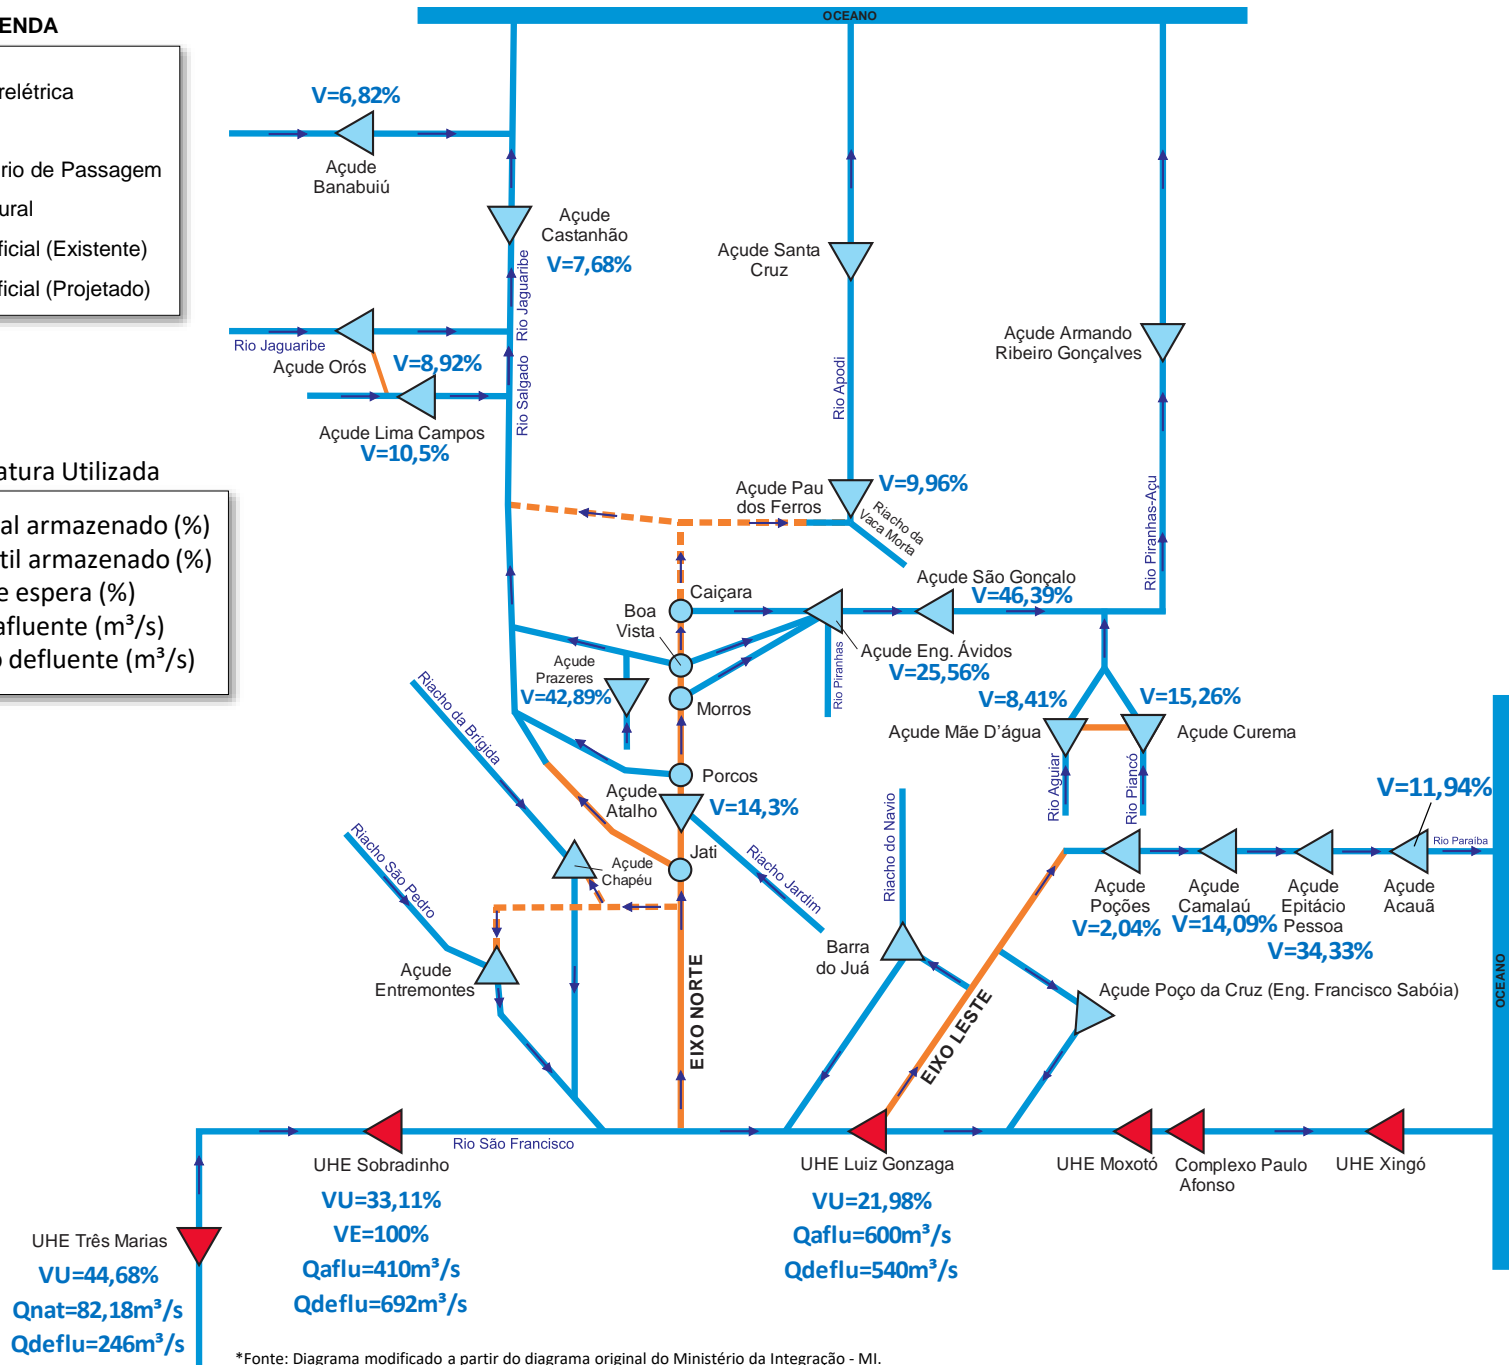 OCEANO
ENDA
relétrica
rio de Passagem
ural
ficial (Existente)
ficial (Projetado)
V=6,82%
Açude
Banabuiú
Açude
Castanhão
V=7,68%
Rio Jaguaribe
Açude Santa
Cruz
Açude Armando
Ribeiro Gonçalves
Rio Jaguaribe
Açude Orós
V=8,92%
Rio Salgado
Rio Apodi
Açude Lima Campos
V=10,5%
atura Utilizada
al armazenado (%)
til armazenado (%)
e espera (%)
afluente (m³/s)
o defluente (m³/s)
Açude Pau
dos Ferros
V=9,96%
Riacho da
Vaca Morta
Rio Piranhas-Açu
Açude São Gonçalo
V=46,39%
Caiçara
Boa
Vista
Açude Eng. Ávidos
V=25,56%
Rio Piranhas
Açude
Prazeres
V=42,89%
Morros
Riacho da Brígida
V=8,41%
V=15,26%
Açude Mãe D'água
Açude Curema
Rio Aguiar
Rio Piancó
Porcos
Açude
Atalho
V=14,3%
V=11,94%
Rio Paraíba
Riacho do Navio
Riacho São Pedro
Açude
Chapéu
Jati
Riacho Jardim
Açude
Poções
V=2,04%
Açude
Camalaú
V=14,09%
Açude
Epitácio
Pessoa
V=34,33%
Açude
Acauã
Barra
do Juá
Açude
Entremontes
EIXO NORTE
EIXO LESTE
Açude Poço da Cruz (Eng. Francisco Sabóia)
OCEANO
Rio São Francisco
UHE Sobradinho
VU=33,11%
VE=100%
Qaflu=410m³/s
Qdeflu=692m³/s
UHE Luiz Gonzaga
VU=21,98%
Qaflu=600m³/s
Qdeflu=540m³/s
UHE Moxotó
Complexo Paulo
Afonso
UHE Xingó
UHE Três Marias
VU=44,68%
Qnat=82,18m³/s
Qdeflu=246m³/s
*Fonte: Diagrama modificado a partir do diagrama original do Ministério da Integração - MI.